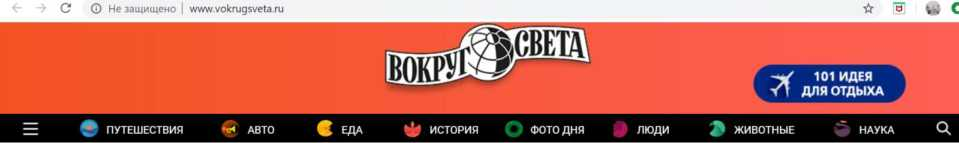 Не защищено | www.vokrugsveta.ru
ВОКРУГ СВЕТА
101 ИДЕЯ
ДЛЯ ОТДЫХА
ПУТЕШЕСТВИЯ АВТО ЕДА ИСТОРИЯ ФОТО ДНЯ ЛЮДИ ЖИВОТНЫЕ НАУКА